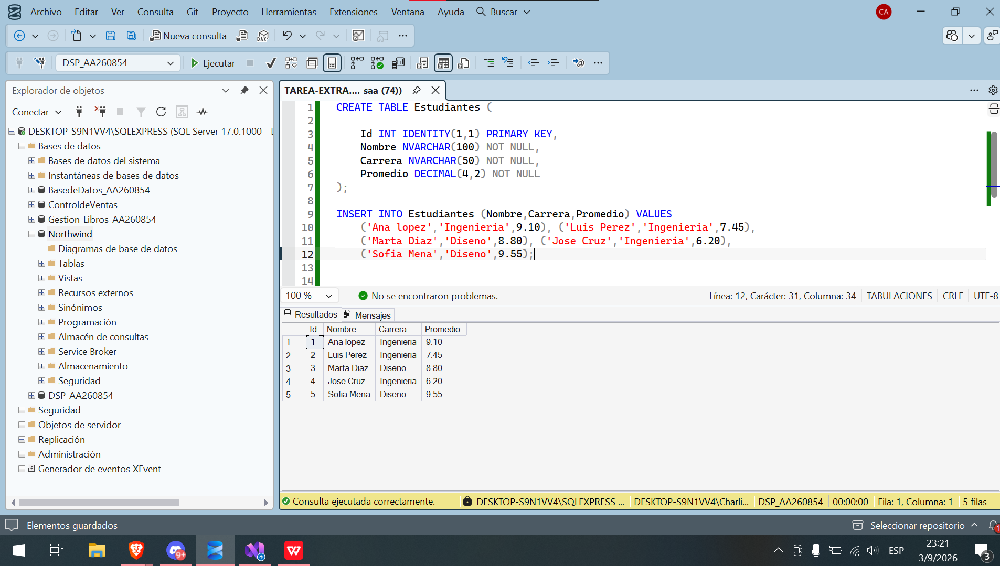 Archivo Editar Ver Consulta Git Proyecto Herramientas Extensiones Ventana Ayuda Buscar CA
Nueva consulta DAX
DSP_AA260854 Ejecutar
Explorador de objetos
Conectar
DESKTOP-S9N1VV4\SQLEXPRESS (SQL Server 17.0.1000 -
Bases de datos
Bases de datos del sistema
Instantáneas de bases de datos
BasedeDatos_AA260854
ControldeVentas
Gestion_Libros_AA260854
Northwind
Diagramas de base de datos
Tablas
Vistas
Recursos externos
Sinónimos
Programación
Almacén de consultas
Service Broker
Almacenamiento
Seguridad
DSP_AA260854
Seguridad
Objetos de servidor
Replicación
Administración
Generador de eventos XEvent
TAREA-EXTRA...._saa (74))
1 CREATE TABLE Estudiantes (
2
3 Id INT IDENTITY(1,1) PRIMARY KEY,
4 Nombre NVARCHAR(100) NOT NULL,
5 Carrera NVARCHAR(50) NOT NULL,
6 Promedio DECIMAL(4,2) NOT NULL
7 );
8
9 INSERT INTO Estudiantes (Nombre,Carrera,Promedio) VALUES
10 ('Ana lopez','Ingenieria',9.10), ('Luis Perez','Ingenieria',7.45),
11 ('Marta Diaz','Diseno',8.80), ('Jose Cruz','Ingenieria',6.20),
12 ('Sofia Mena','Diseno',9.55);
13
14
100 % No se encontraron problemas. Línea: 12, Carácter: 31, Columna: 34 TABULACIONES CRLF UTF-8
Resultados Mensajes
Id Nombre Carrera Promedio
1 1 Ana lopez Ingenieria 9.10
2 2 Luis Perez Ingenieria 7.45
3 3 Marta Diaz Diseno 8.80
4 4 Jose Cruz Ingenieria 6.20
5 5 Sofia Mena Diseno 9.55
Consulta ejecutada correctamente. DESKTOP-S9N1VV4\SQLEXPRESS ... DESKTOP-S9N1VV4\Charli... DSP_AA260854 00:00:00 Fila: 1, Columna: 1 5 filas
Elementos guardados Seleccionar repositorio 1
9+ W ESP 23:21
3/9/2026 3